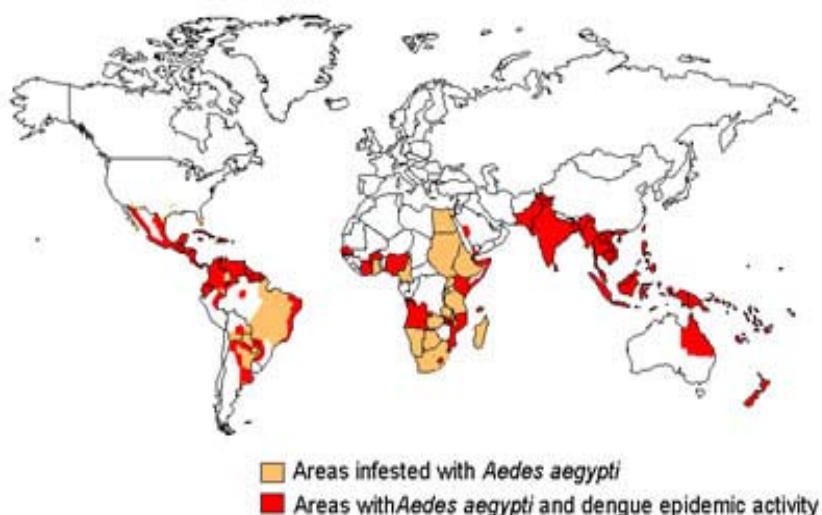 Areas infested with Aedes aegypti
Areas withAedes aegypti and dengue epidemic activity